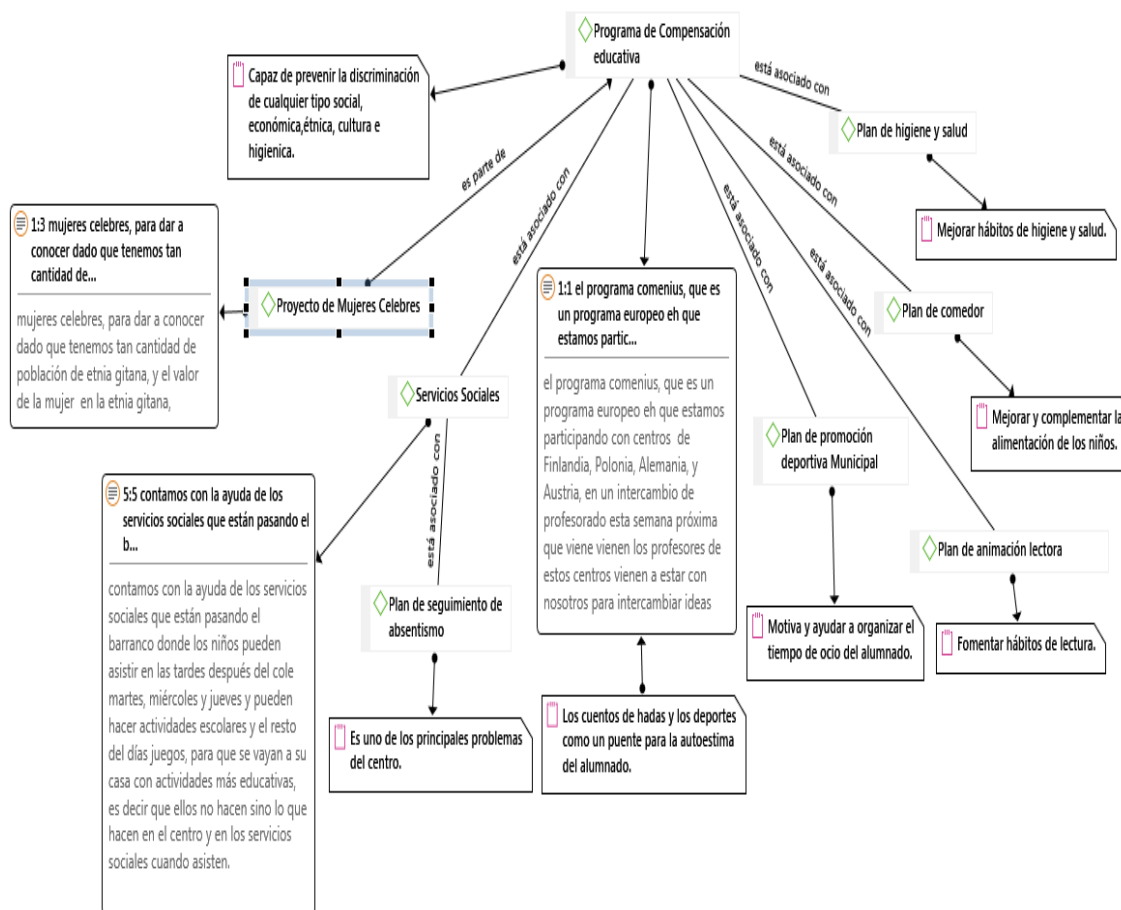 Programa de Compensación
educativa
Capaz de prevenir la discriminación
de cualquier tipo social,
económica,étnica, cultura e
higienica.
es parte de
está asociado con
está asociado con
está asociado con
está asociado con
está asociado con
Plan de higiene y salud
Mejorar hábitos de higiene y salud.
1:3 mujeres celebres, para dar a
conocer dado que tenemos tan
cantidad de...
mujeres celebres, para dar a conocer
dado que tenemos tan cantidad de
población de etnia gitana, y el valor
de la mujer en la etnia gitana,
Proyecto de Mujeres Celebres
1:1 el programa comenius, que es
un programa europeo eh que
estamos partic...
el programa comenius, que es un
programa europeo eh que estamos
participando con centros de
Finlandia, Polonia, Alemania, y
Austria, en un intercambio de
profesorado esta semana próxima
que viene vienen los profesores de
estos centros vienen a estar con
nosotros para intercambiar ideas
Plan de comedor
Mejorar y complementar la
alimentación de los niños.
Servicios Sociales
está asociado con
Plan de promoción
deportiva Municipal
5:5 contamos con la ayuda de los
servicios sociales que están pasando el
b...
contamos con la ayuda de los servicios
sociales que están pasando el
barranco donde los niños pueden
asistir en las tardes después del cole
martes, miércoles y jueves y pueden
hacer actividades escolares y el resto
del días juegos, para que se vayan a su
casa con actividades más educativas,
es decir que ellos no hacen sino lo que
hacen en el centro y en los servicios
sociales cuando asisten.
Plan de animación lectora
Plan de seguimiento de
absentismo
Motiva y ayudar a organizar el
tiempo de ocio del alumnado.
Fomentar hábitos de lectura.
Es uno de los principales problemas
del centro.
Los cuentos de hadas y los deportes
como un puente para la autoestima
del alumnado.